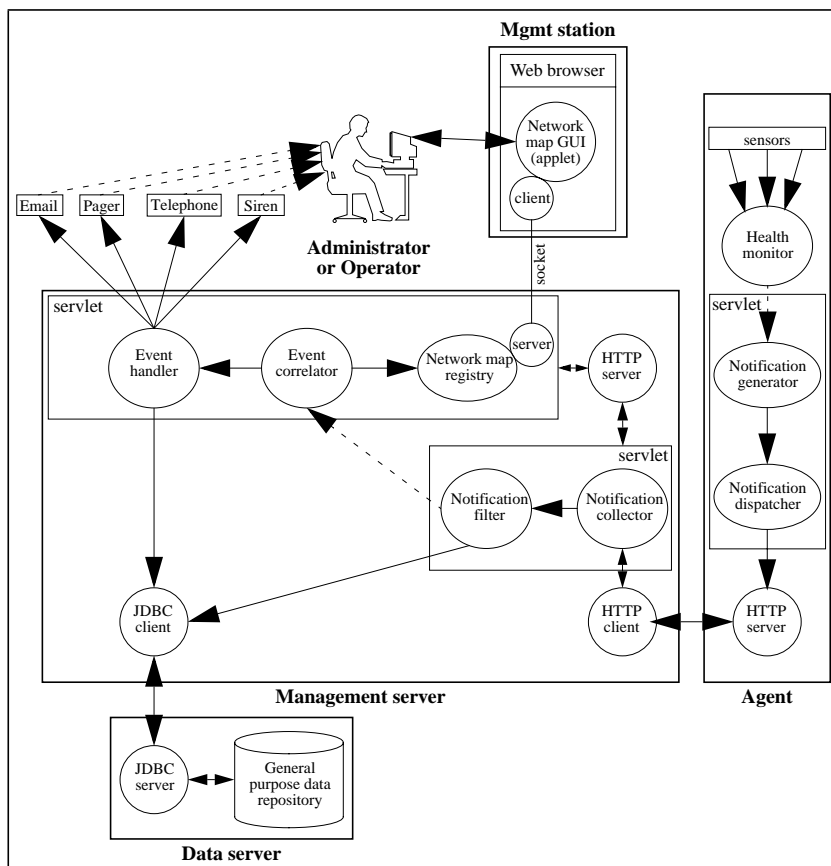 Mgmt station
Web browser
Network
map GUI
(applet)
client
socket
sensors
Health
monitor
servlet
Notification
generator
Notification
dispatcher
HTTP
server
Agent
Email
Pager
Telephone
Siren
Administrator
or Operator
servlet
Event
handler
Event
correlator
Network map
registry
server
HTTP
server
servlet
Notification
filter
Notification
collector
JDBC
client
HTTP
client
Management server
JDBC
server
General
purpose data
repository
Data server